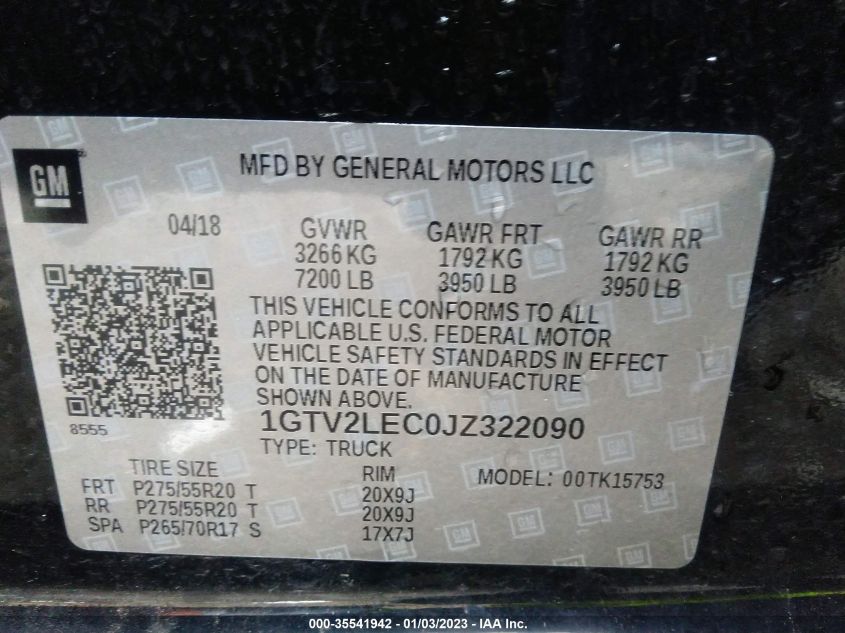 GM
MFD BY GENERAL MOTORS LLC
04/18
GVWR GAWR FRT GAWR RR
3266 KG 1792 KG 1792 KG
7200 LB 3950 LB 3950 LB
THIS VEHICLE CONFORMS TO ALL
APPLICABLE U.S. FEDERAL MOTOR
VEHICLE SAFETY STANDARDS IN EFFECT
ON THE DATE OF MANUFACTURE
SHOWN ABOVE.
8555
1GTV2LEC0JZ322090
TYPE: TRUCK
TIRE SIZE RIM MODEL: 00TK15753
FRT P275/55R20 T 20X9J
RR P275/55R20 T 20X9J
SPA P265/70R17 S 17X7J
000-35541942 - 01/03/2023 - IAA Inc.